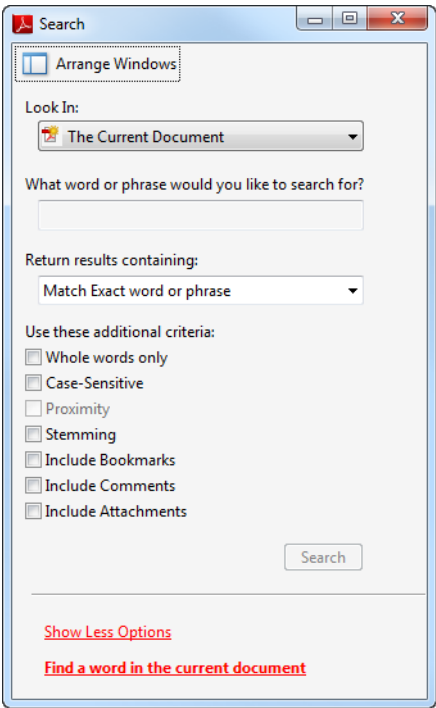 Search
Arrange Windows
Look In:
The Current Document
What word or phrase would you like to search for?
Return results containing:
Match Exact word or phrase
Use these additional criteria:
Whole words only
Case-Sensitive
Proximity
Stemming
Include Bookmarks
Include Comments
Include Attachments
Search
Show Less Options
Find a word in the current document